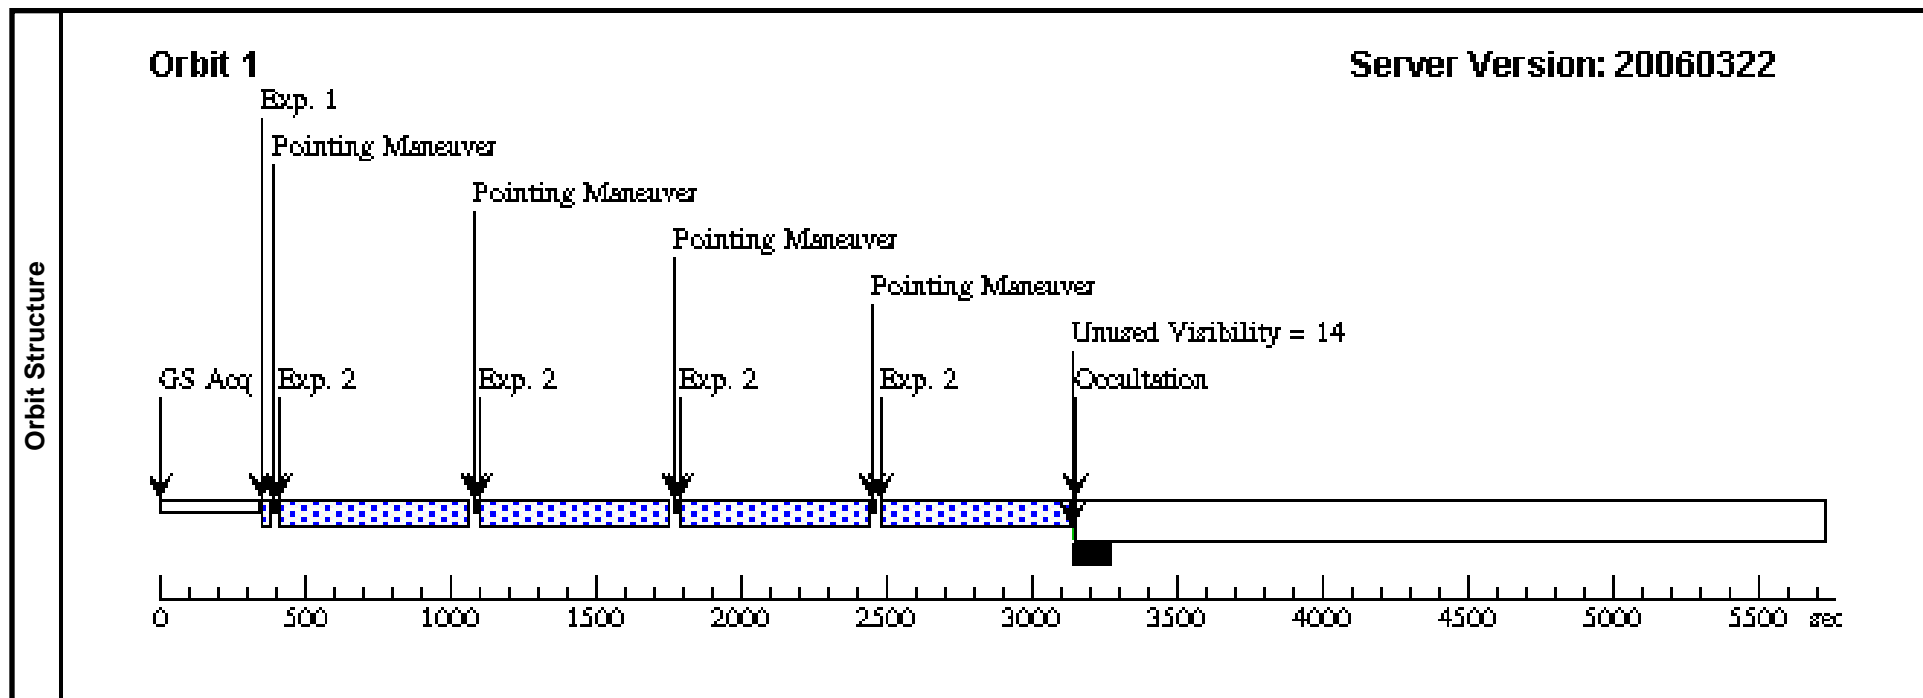 Orbit Structure
Orbit 1
Server Version: 20060322
Exp. 1
Pointing Maneuver
Pointing Maneuver
Pointing Maneuver
Pointing Maneuver
Unused Visibility = 14
GS Acq
Exp. 2
Exp. 2
Exp. 2
Exp. 2
Occultation
0 500 1000 1500 2000 2500 3000 3500 4000 4500 5000 5500 sec